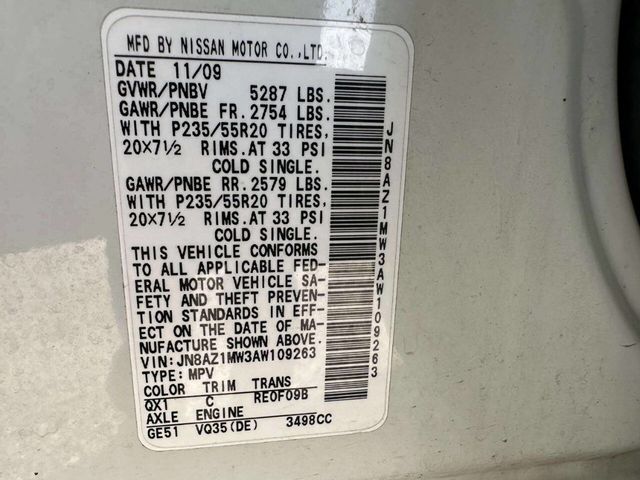 MFD BY NISSAN MOTOR CO.,LTD.
DATE 11/09
GVWR/PNBV 5287 LBS.
GAWR/PNBE FR. 2754 LBS.
WITH P235/55R20 TIRES,
20×7½ RIMS.AT 33 PSI
COLD SINGLE.
GAWR/PNBE RR. 2579 LBS.
WITH P235/55R20 TIRES,
20×7½ RIMS.AT 33 PSI
COLD SINGLE.
THIS VEHICLE CONFORMS
TO ALL APPLICABLE FED-
ERAL MOTOR VEHICLE SA-
FETY AND THEFT PREVEN-
TION STANDARDS IN EFF-
ECT ON THE DATE OF MA-
NUFACTURE SHOWN ABOVE.
VIN:JN8AZ1MW3AW109263
TYPE:MPV
COLOR TRIM TRANS
QX1 C RE0F09B
AXLE ENGINE
GE51 VQ35(DE) 3498CC
JN8AZ1MW3AW109263